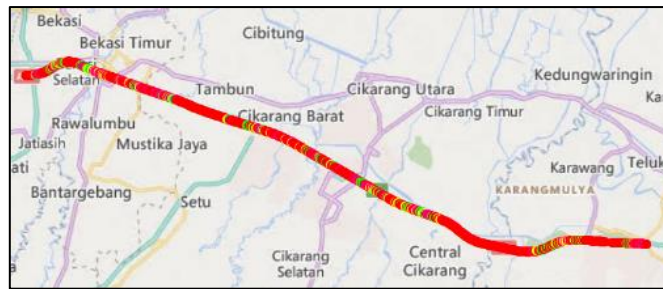 Bekasi
Bekasi Timur
Cibitung
Selatan
Tambun
Cikarang Utara
Kedungwaringin
Rawalumbu
Cikarang Barat
Cikarang Timur
Jatiasih
Mustika Jaya
Karawang
Bantargebang
Setu
KARANGMULYA
Cikarang
Selatan
Central
Cikarang